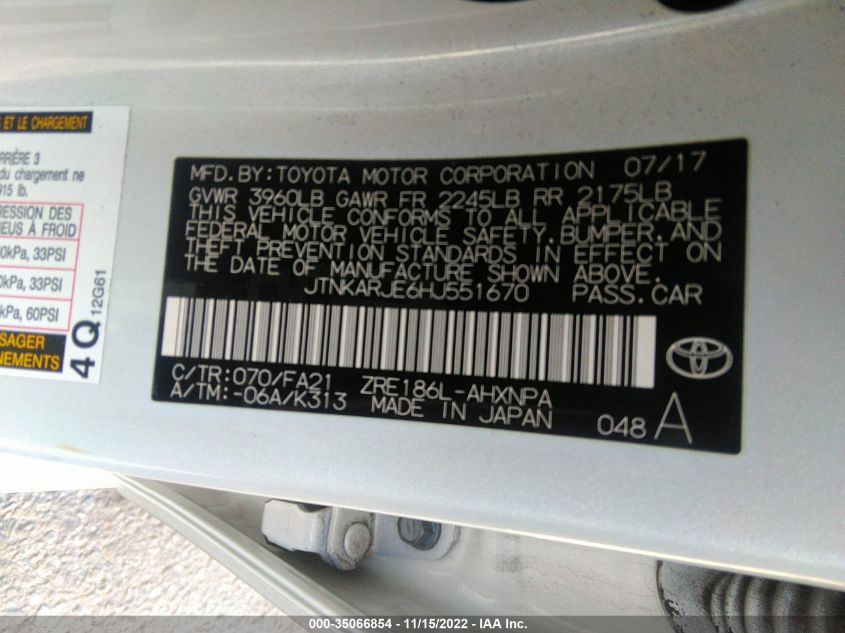 S ET LE CHARGEMENT
RRIÈRE 3
du chargement ne
915 lb.
RESSION DES
NEUS À FROID
0kPa, 33PSI
0kPa, 33PSI
kPa, 60PSI
SAGER
NEMENTS
4Q 12G61
MFD. BY: TOYOTA MOTOR CORPORATION 07/17
GVWR 3960LB GAWR FR 2245LB RR 2175LB
THIS VEHICLE CONFORMS TO ALL APPLICABLE
FEDERAL MOTOR VEHICLE SAFETY, BUMPER, AND
THEFT PREVENTION STANDARDS IN EFFECT ON
THE DATE OF MANUFACTURE SHOWN ABOVE.
JTNKARJE6HJ551670 PASS.CAR
C/TR:070/FA21 ZRE186L-AHXNPA
A/TM:-06A/K313 MADE IN JAPAN
048 A
000-35066854 - 11/15/2022 - IAA Inc.